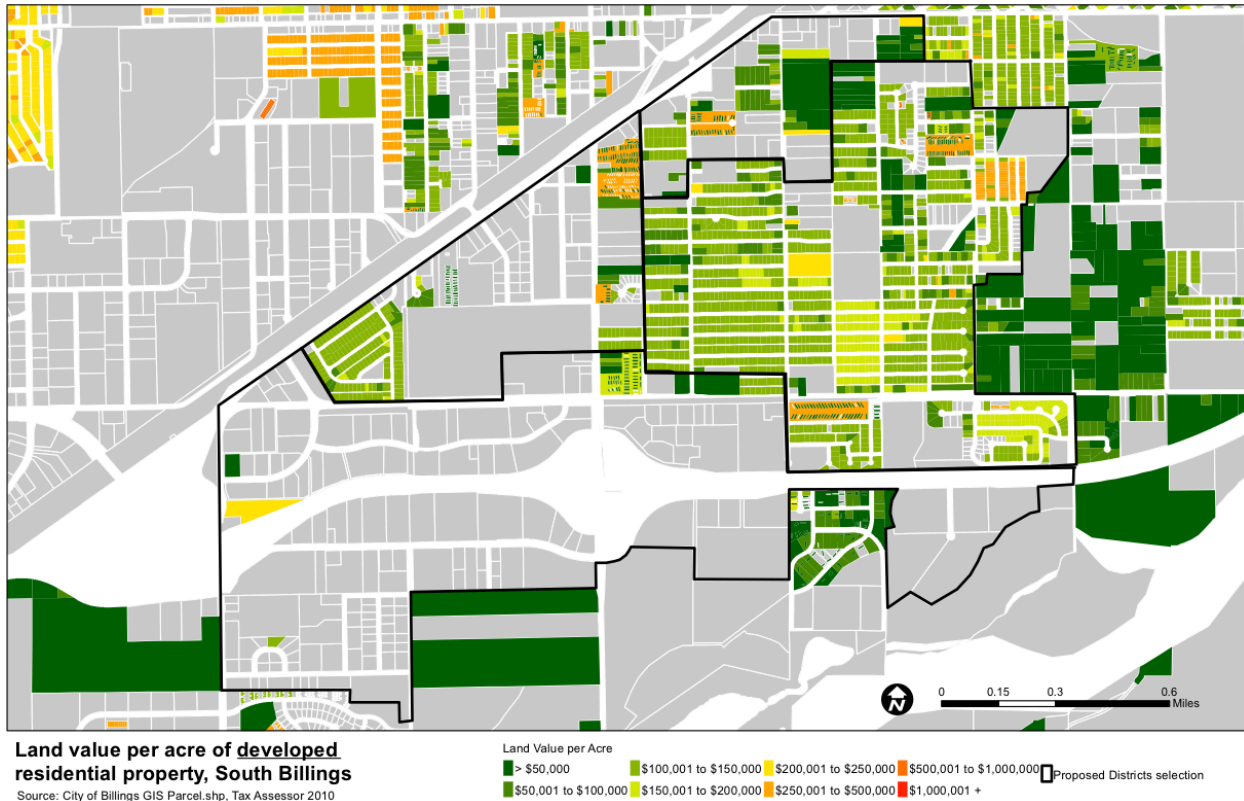 N
0 0.15 0.3 0.6
Miles
Land value per acre of developed
residential property, South Billings
Source: City of Billings GIS Parcel.shp, Tax Assessor 2010
Land Value per Acre
> $50,000 $100,001 to $150,000 $200,001 to $250,000 $500,001 to $1,000,000 Proposed Districts selection
$50,001 to $100,000 $150,001 to $200,000 $250,001 to $500,000 $1,000,001 +